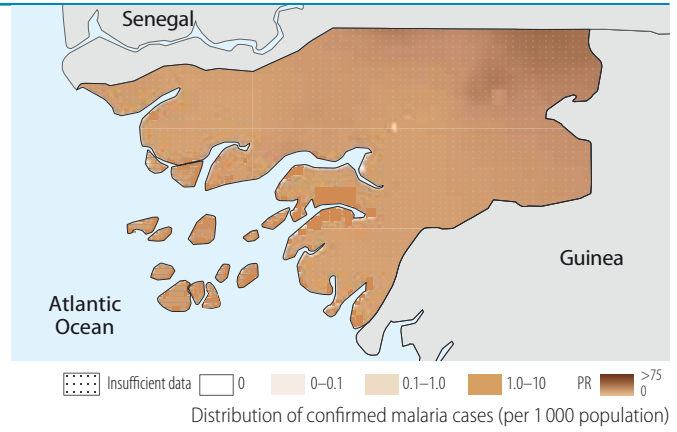 Senegal
Guinea
Atlantic
Ocean
Insufficient data 0 0–0.1 0.1–1.0 1.0–10 PR >75
0
Distribution of confirmed malaria cases (per 1 000 population)